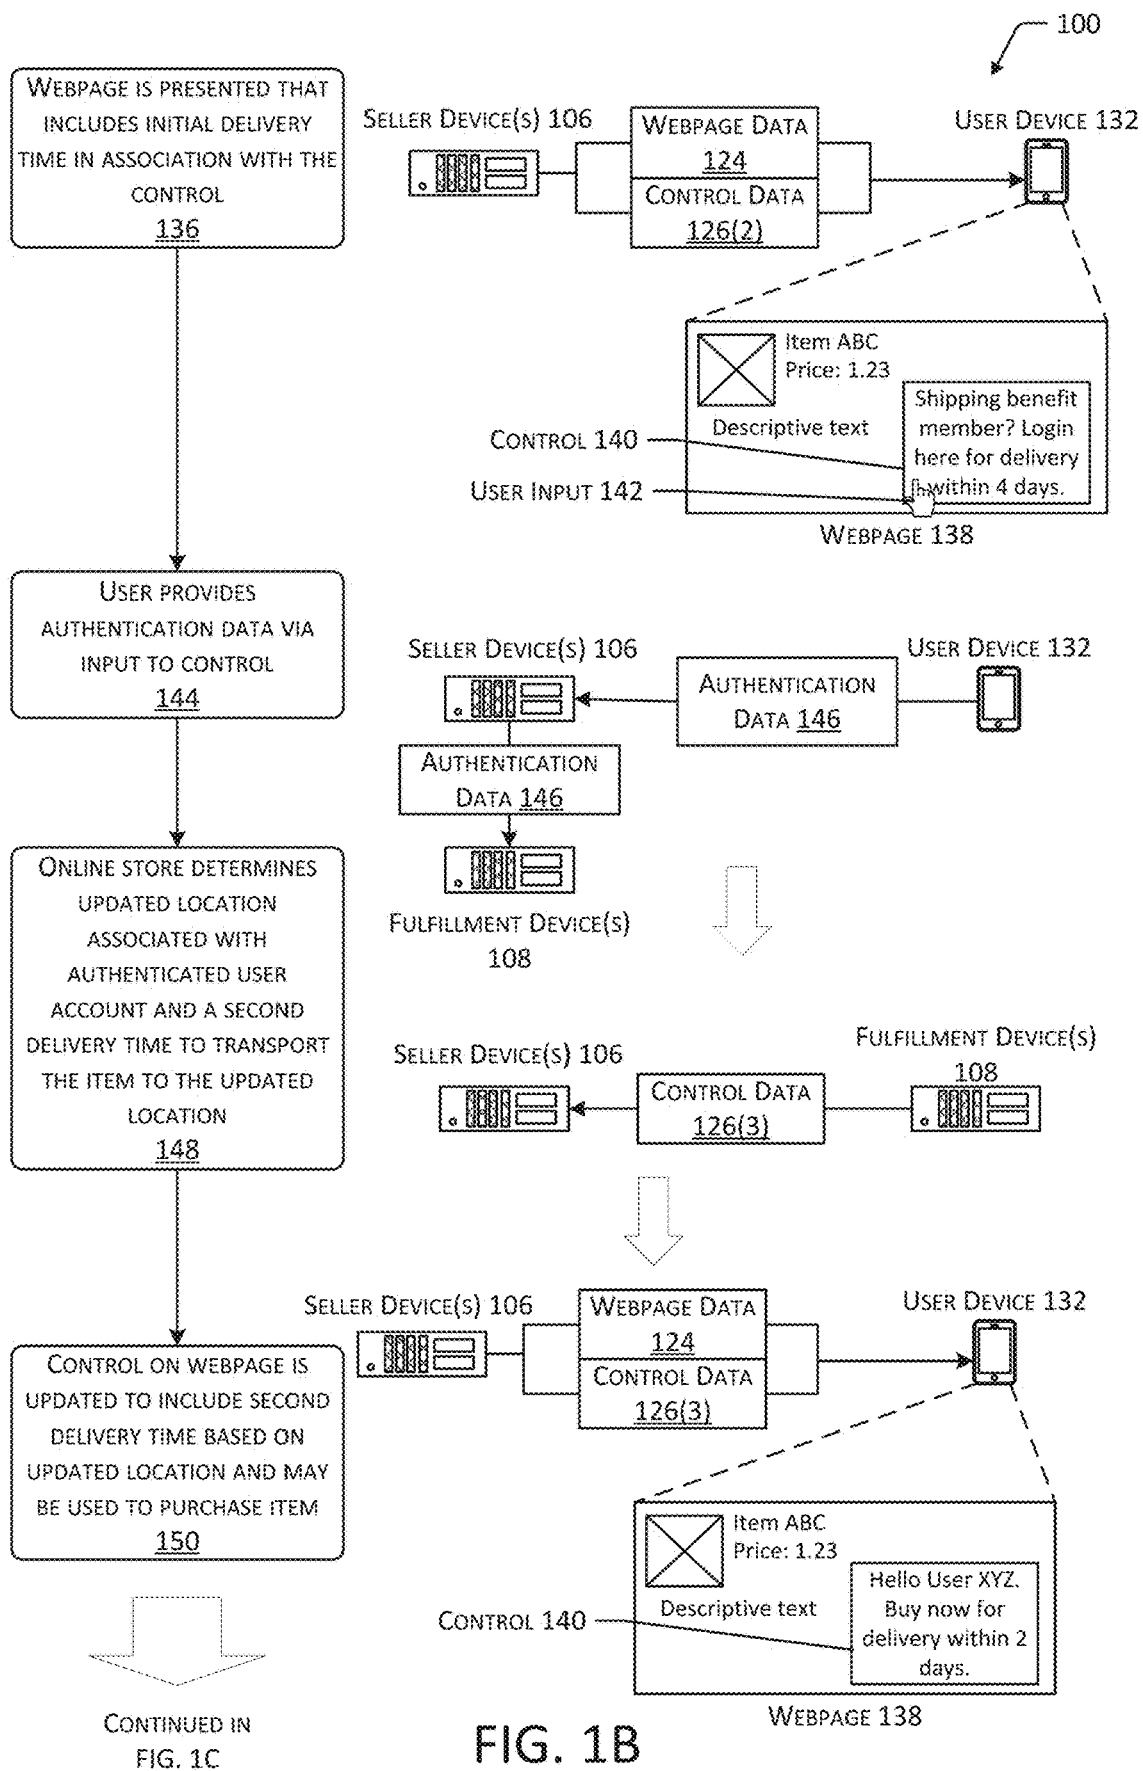 100
WEBPAGE IS PRESENTED THAT
INCLUDES INITIAL DELIVERY
TIME IN ASSOCIATION WITH THE
CONTROL
136
SELLER DEVICE(S) 106
WEBPAGE DATA
124
CONTROL DATA
126(2)
USER DEVICE 132
Item ABC
Price: 1.23
Descriptive text
Shipping benefit
member? Login
here for delivery
within 4 days.
CONTROL 140
USER INPUT 142
WEBPAGE 138
USER PROVIDES
AUTHENTICATION DATA VIA
INPUT TO CONTROL
144
SELLER DEVICE(S) 106
AUTHENTICATION
DATA 146
USER DEVICE 132
AUTHENTICATION
DATA 146
FULFILLMENT DEVICE(S)
108
ONLINE STORE DETERMINES
UPDATED LOCATION
ASSOCIATED WITH
AUTHENTICATED USER
ACCOUNT AND A SECOND
DELIVERY TIME TO TRANSPORT
THE ITEM TO THE UPDATED
LOCATION
148
SELLER DEVICE(S) 106
CONTROL DATA
126(3)
FULFILLMENT DEVICE(S)
108
CONTROL ON WEBPAGE IS
UPDATED TO INCLUDE SECOND
DELIVERY TIME BASED ON
UPDATED LOCATION AND MAY
BE USED TO PURCHASE ITEM
150
SELLER DEVICE(S) 106
WEBPAGE DATA
124
CONTROL DATA
126(3)
USER DEVICE 132
Item ABC
Price: 1.23
Descriptive text
Hello User XYZ.
Buy now for
delivery within 2
days.
CONTROL 140
WEBPAGE 138
CONTINUED IN
FIG. 1C
FIG. 1B